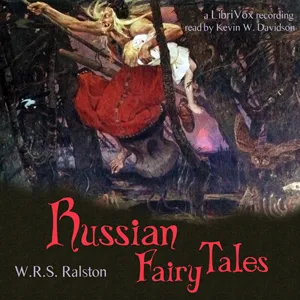 a LibriVox recording
read by Kevin W. Davidson
Russian
Fairy Tales
W.R.S. Ralston